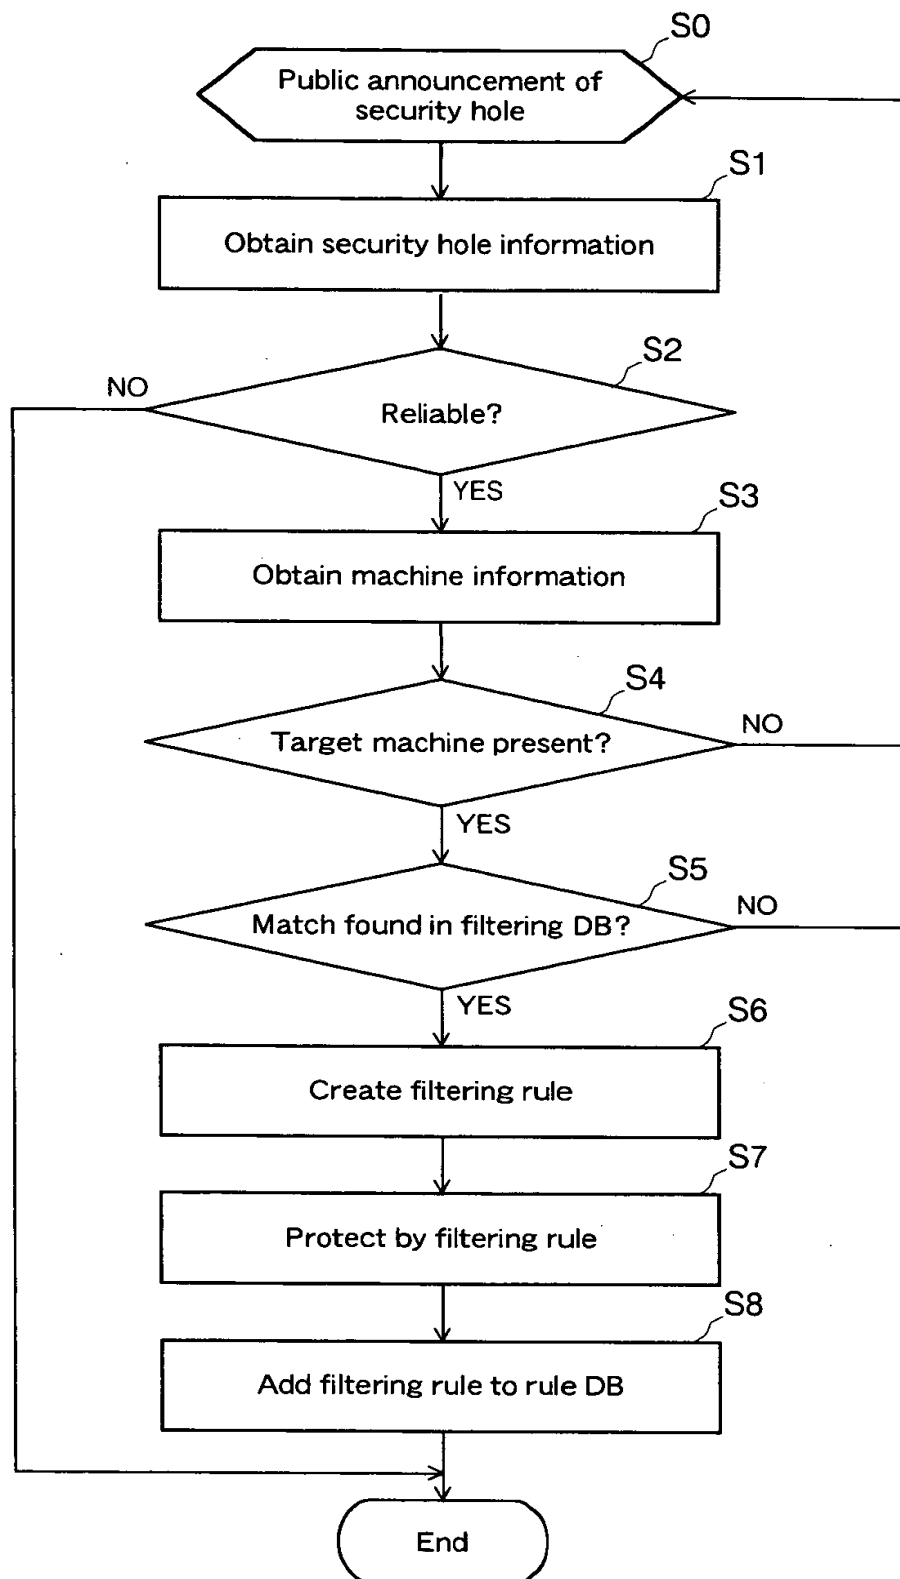 S0
Public announcement of
security hole
S1
Obtain security hole information
S2
NO
Reliable?
YES
S3
Obtain machine information
S4
NO
Target machine present?
YES
S5
NO
Match found in filtering DB?
YES
S6
Create filtering rule
S7
Protect by filtering rule
S8
Add filtering rule to rule DB
End